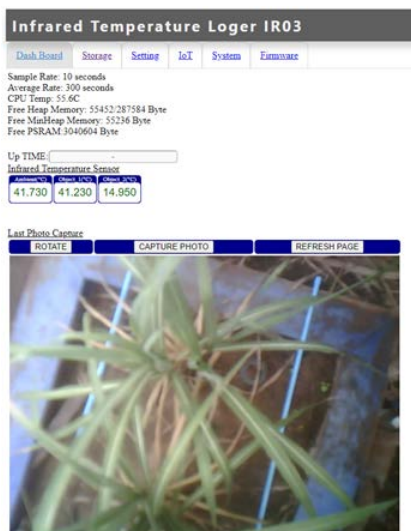 Infrared Temperature Loger IR03
Dash Board Storage Setting IoT System Firmware
Sample Rate: 10 seconds
Average Rate: 300 seconds
CPU Temp: 55.6C
Free Heap Memory: 55452/287584 Byte
Free MinHeap Memory: 55236 Byte
Free PSRAM:3040604 Byte
Up TIME: -
Infrared Temperature Sensor
Ambient(°C) Object_1(°C) Object_2(°C)
41.730 41.230 14.950
Last Photo Capture
ROTATE CAPTURE PHOTO REFRESH PAGE